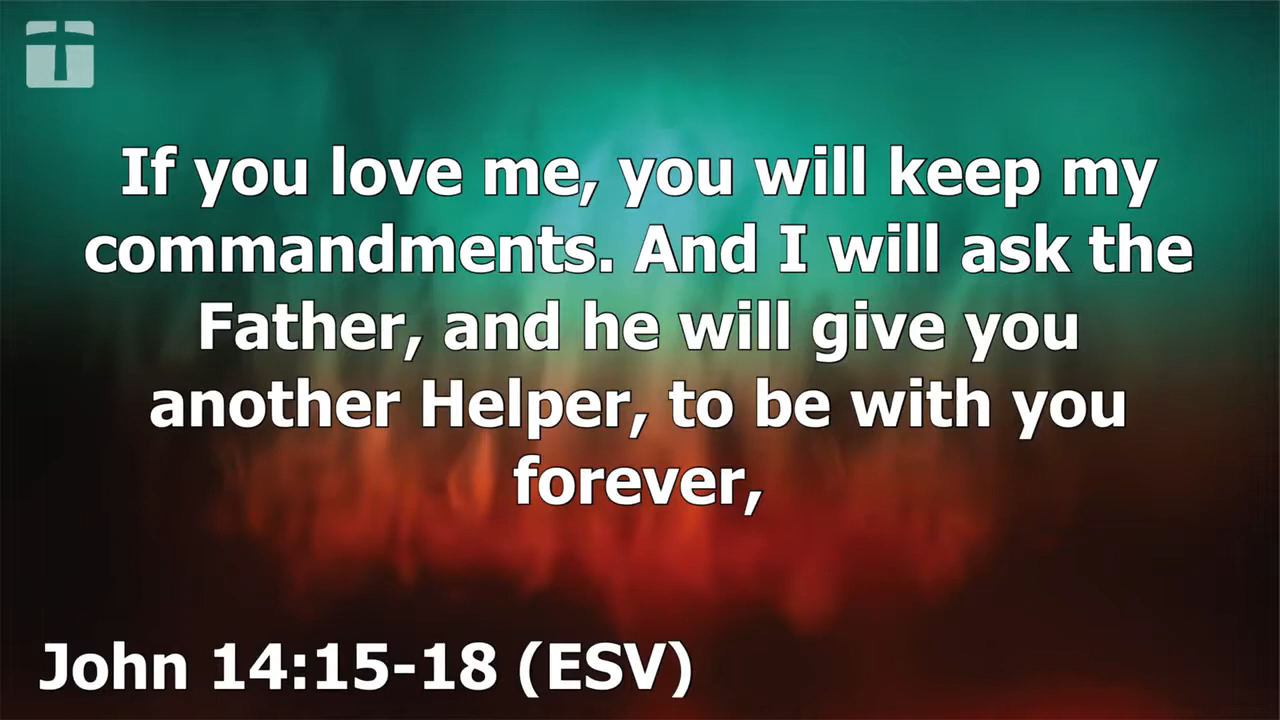 If you love me, you will keep my
commandments. And I will ask the
Father, and he will give you
another Helper, to be with you
forever,
John 14:15-18 (ESV)